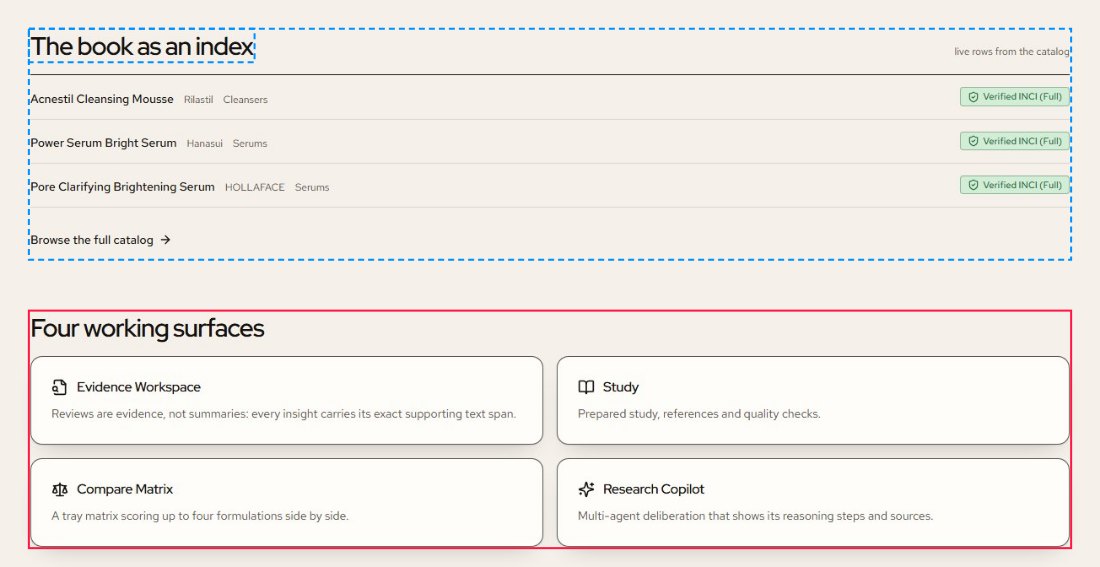 The book as an index
live rows from the catalog
Acnestil Cleansing Mousse Rilastil Cleansers Verified INCI (Full)
Power Serum Bright Serum Hanasui Serums Verified INCI (Full)
Pore Clarifying Brightening Serum HOLLAFACE Serums Verified INCI (Full)
Browse the full catalog →
Four working surfaces
Evidence Workspace
Reviews are evidence, not summaries: every insight carries its exact supporting text span.
Study
Prepared study, references and quality checks.
Compare Matrix
A tray matrix scoring up to four formulations side by side.
Research Copilot
Multi-agent deliberation that shows its reasoning steps and sources.